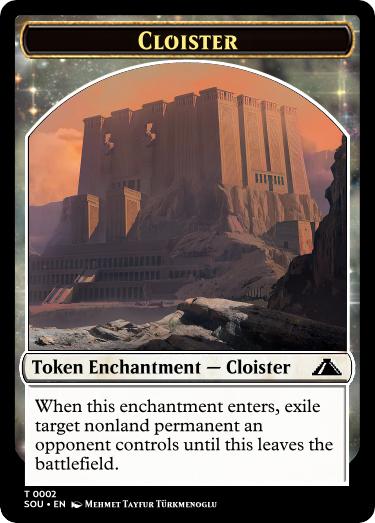 Cloister
Token Enchantment — Cloister
When this enchantment enters, exile
target nonland permanent an
opponent controls until this leaves the
battlefield.
T 0002
SOU • EN Mehmet Tayfur Türkmenoglu